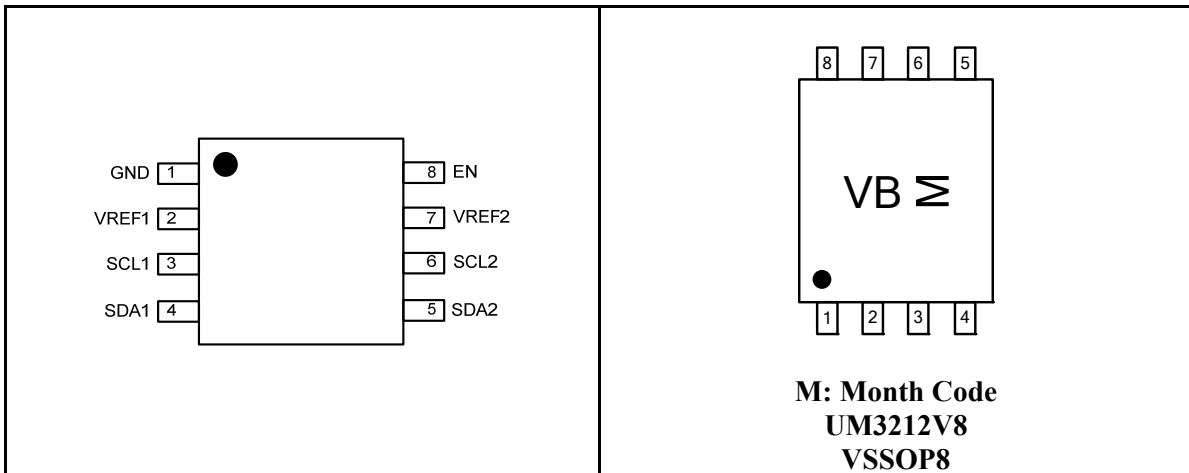 GND 1
VREF1 2
SCL1 3
SDA1 4
8 EN
7 VREF2
6 SCL2
5 SDA2
8 7 6 5
VB M
1 2 3 4
M: Month Code
UM3212V8
VSSOP8